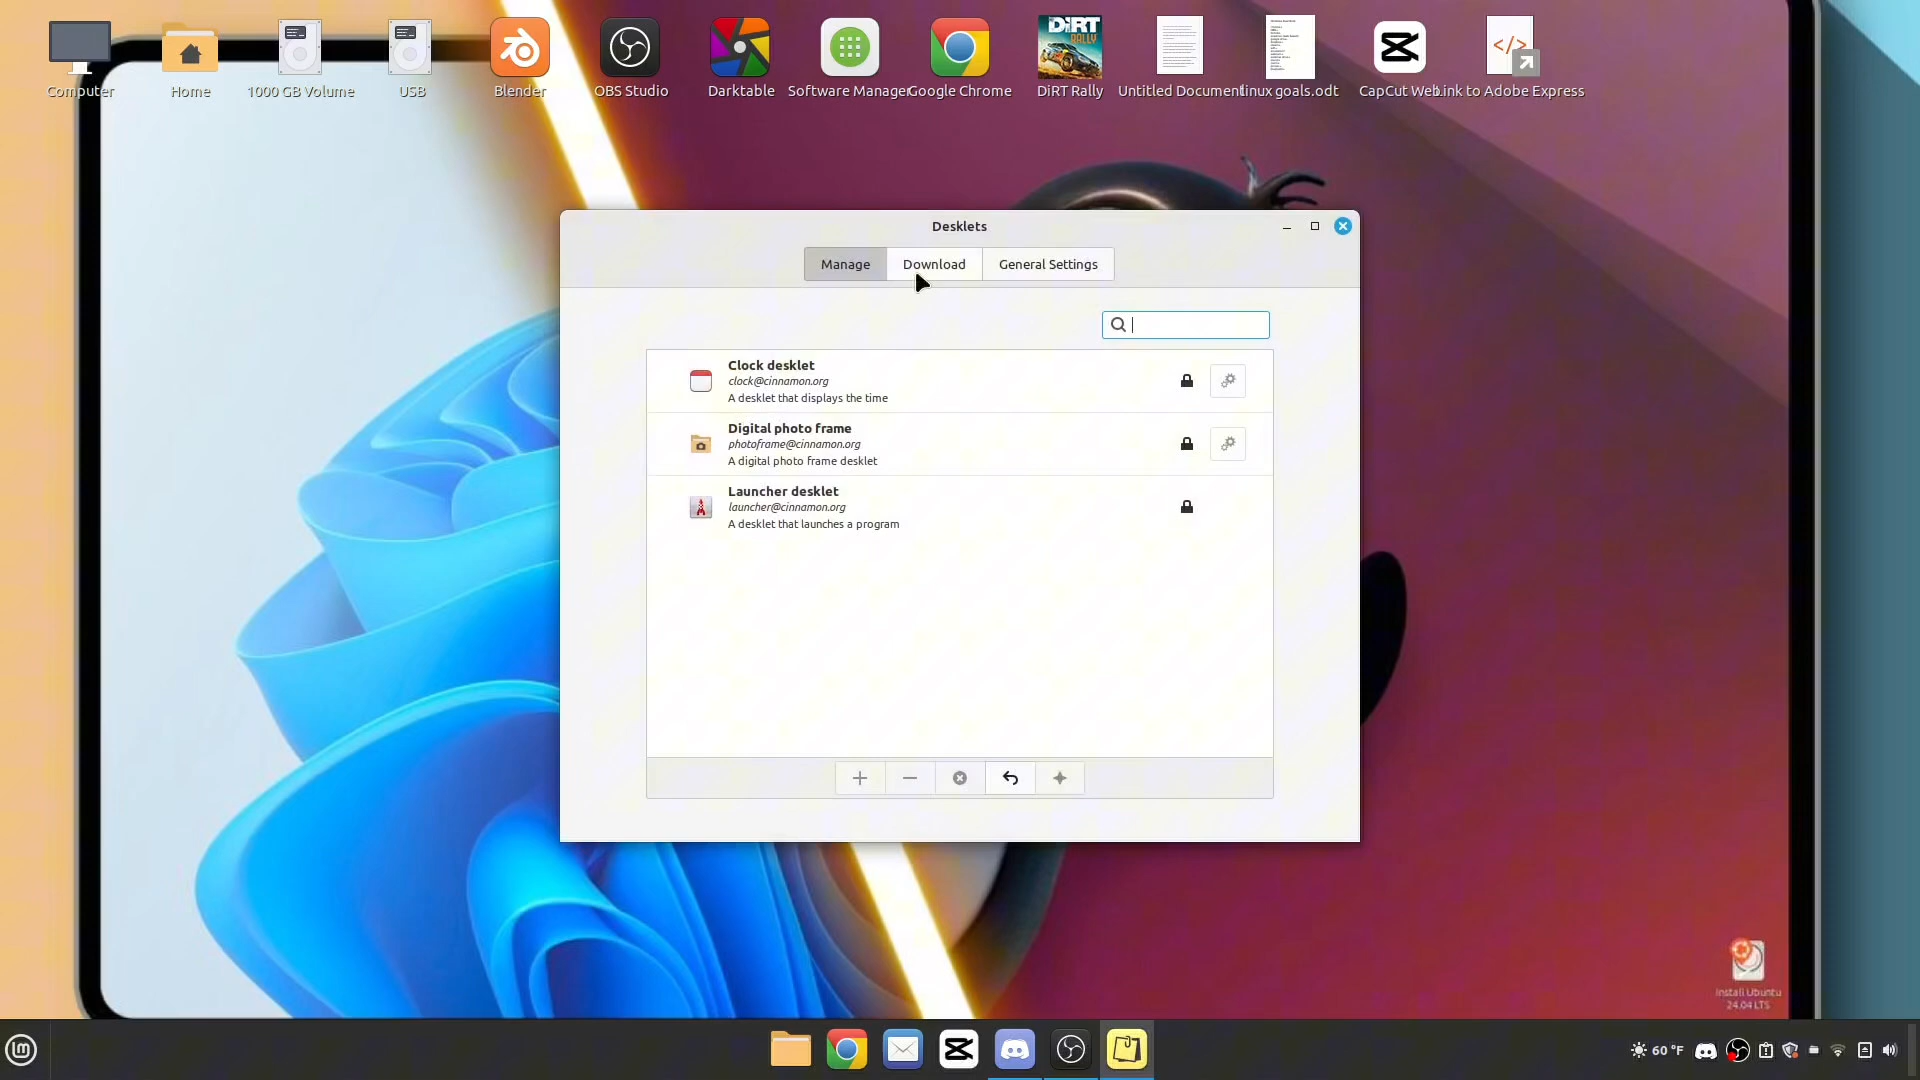 Computer
Home
1000 GB Volume
USB
Blender
OBS Studio
Darktable
Software Manager
Google Chrome
DiRT Rally
Untitled Document
linux goals.odt
CapCut Web
Link to Adobe Express
DiRT
RALLY
Desklets
Manage
Download
General Settings
Clock desklet
clock@cinnamon.org
A desklet that displays the time
Digital photo frame
photoframe@cinnamon.org
A digital photo frame desklet
Launcher desklet
launcher@cinnamon.org
A desklet that launches a program
Install Ubuntu
24.04 LTS
60 °F